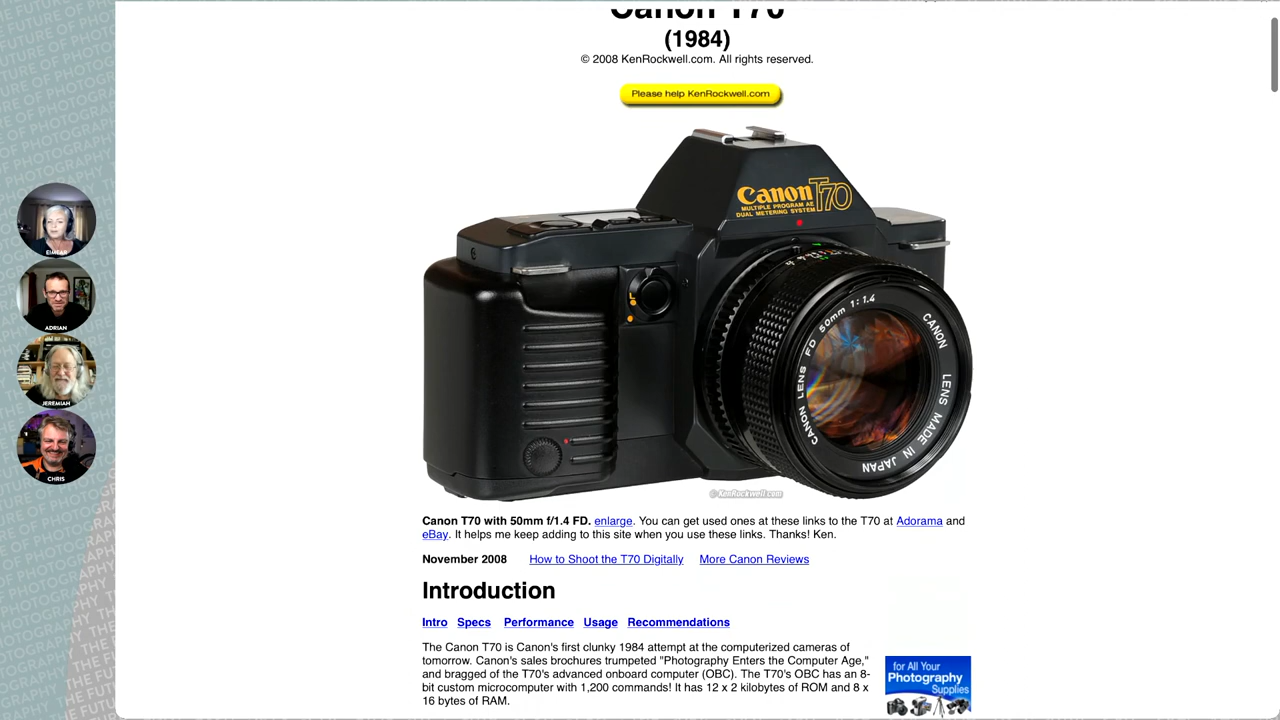 Canon T70
(1984)
© 2008 KenRockwell.com. All rights reserved.
Please help KenRockwell.com
Canon T70
MULTIPLE PROGRAM AE
DUAL METERING SYSTEM
L
CANON LENS FD 50mm 1:1.4
CANON LENS MADE IN JAPAN
© KenRockwell.com
EIMEAR
ADRIAN
JEREMIAH
CHRIS
Canon T70 with 50mm f/1.4 FD. enlarge. You can get used ones at these links to the T70 at Adorama and
eBay. It helps me keep adding to this site when you use these links. Thanks! Ken.
November 2008 How to Shoot the T70 Digitally More Canon Reviews
Introduction
Intro Specs Performance Usage Recommendations
The Canon T70 is Canon's first clunky 1984 attempt at the computerized cameras of
tomorrow. Canon's sales brochures trumpeted "Photography Enters the Computer Age,"
and bragged of the T70's advanced onboard computer (OBC). The T70's OBC has an 8-
bit custom microcomputer with 1,200 commands! It has 12 x 2 kilobytes of ROM and 8 x
16 bytes of RAM.
for All Your
Photography
Supplies